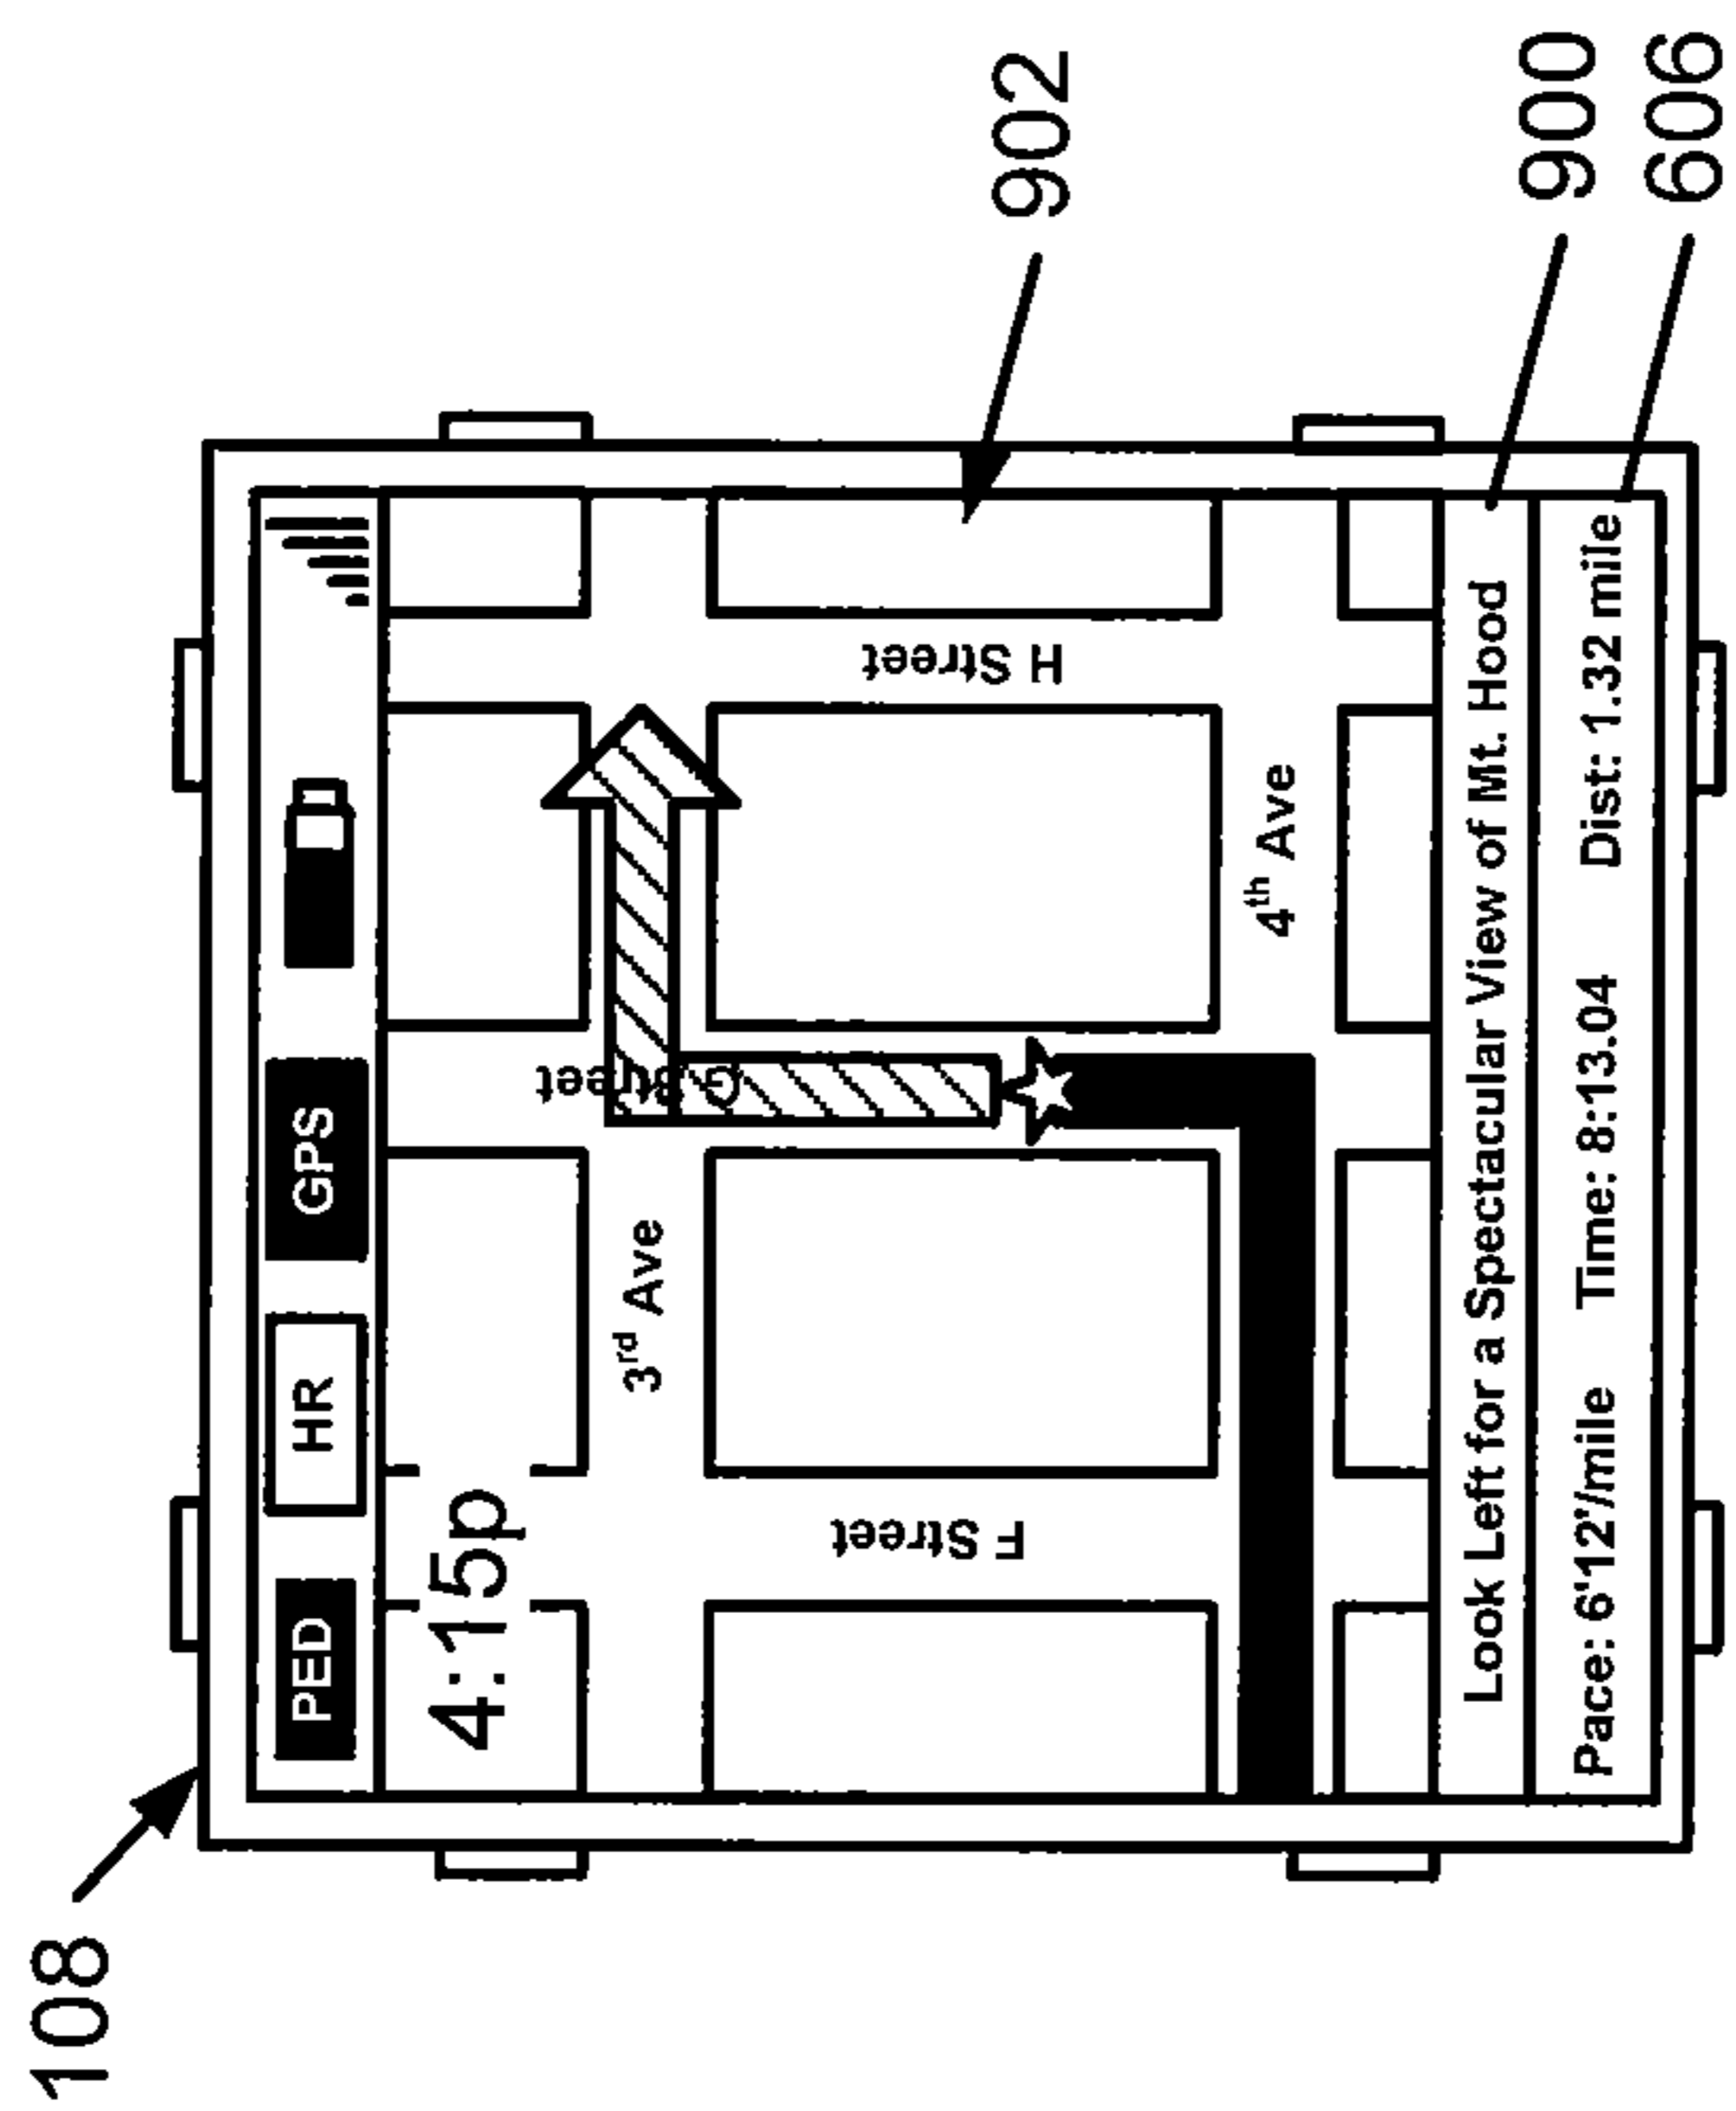 108
902
900
606
PED HR GPS
4:15p
3rd Ave
4th Ave
F Street
G Street
H Street
Look Left for a Spectacular View of Mt. Hood
Pace: 6'12'/mile Time: 8:13.04 Dist: 1.32 mile